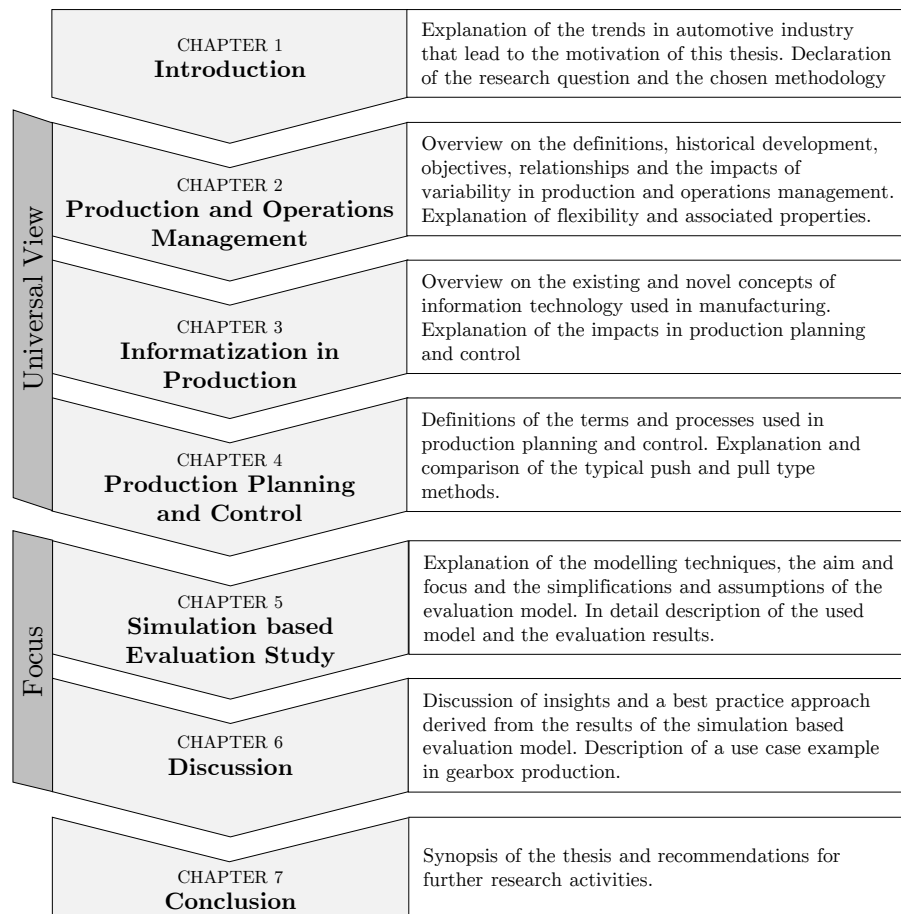 CHAPTER 1
Introduction
Explanation of the trends in automotive industry
that lead to the motivation of this thesis. Declaration
of the research question and the chosen methodology
Universal View
CHAPTER 2
Production and Operations
Management
Overview on the definitions, historical development,
objectives, relationships and the impacts of
variability in production and operations management.
Explanation of flexibility and associated properties.
CHAPTER 3
Informatization in
Production
Overview on the existing and novel concepts of
information technology used in manufacturing.
Explanation of the impacts in production planning
and control
CHAPTER 4
Production Planning
and Control
Definitions of the terms and processes used in
production planning and control. Explanation and
comparison of the typical push and pull type
methods.
Focus
CHAPTER 5
Simulation based
Evaluation Study
Explanation of the modelling techniques, the aim and
focus and the simplifications and assumptions of the
evaluation model. In detail description of the used
model and the evaluation results.
CHAPTER 6
Discussion
Discussion of insights and a best practice approach
derived from the results of the simulation based
evaluation model. Description of a use case example
in gearbox production.
CHAPTER 7
Conclusion
Synopsis of the thesis and recommendations for
further research activities.